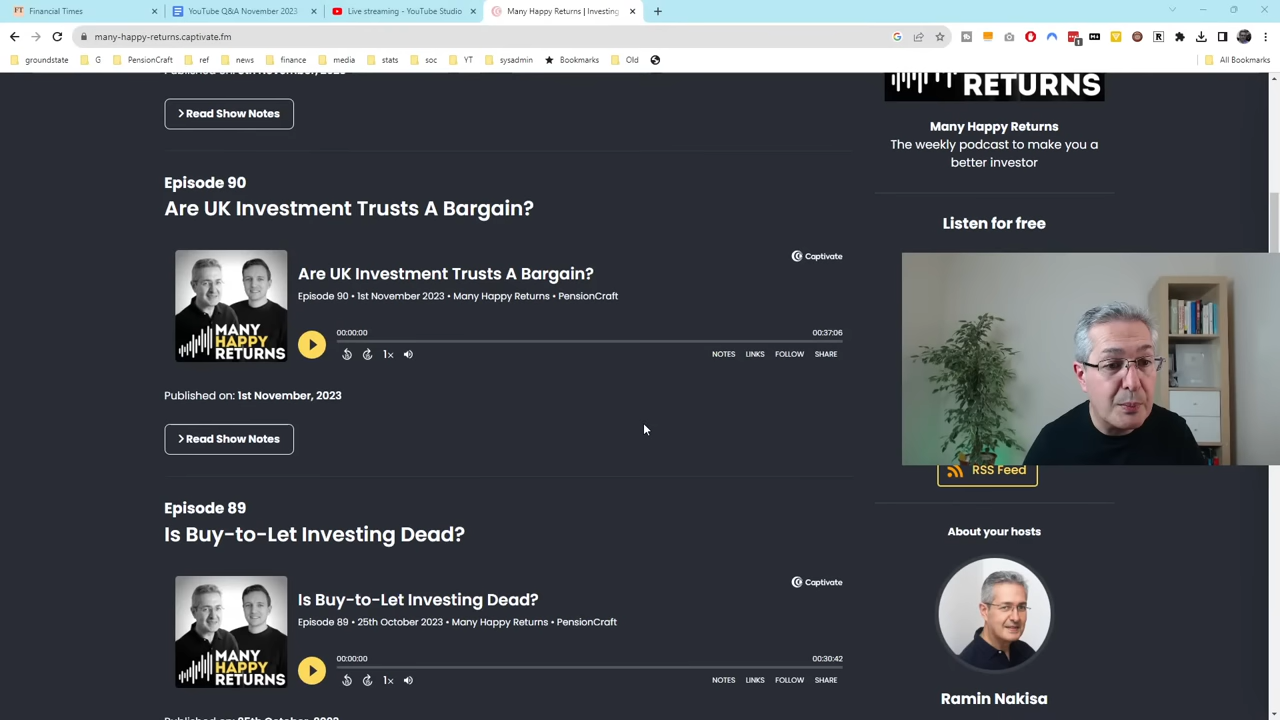 Financial Times
YouTube Q&A November 2023
Live streaming - YouTube Studio
Many Happy Returns | Investing
many-happy-returns.captivate.fm
groundstate
G
PensionCraft
ref
news
finance
media
stats
soc
YT
sysadmin
Bookmarks
Old
All Bookmarks
Read Show Notes
Episode 90
Are UK Investment Trusts A Bargain?
MANY
HAPPY
RETURNS
Captivate
Are UK Investment Trusts A Bargain?
Episode 90 • 1st November 2023 • Many Happy Returns • PensionCraft
00:00:00
00:37:06
1x
NOTES
LINKS
FOLLOW
SHARE
Published on: 1st November, 2023
Read Show Notes
Episode 89
Is Buy-to-Let Investing Dead?
MANY
HAPPY
RETURNS
Captivate
Is Buy-to-Let Investing Dead?
Episode 89 • 25th October 2023 • Many Happy Returns • PensionCraft
00:00:00
00:30:42
1x
NOTES
LINKS
FOLLOW
SHARE
RETURNS
Many Happy Returns
The weekly podcast to make you a
better investor
Listen for free
RSS Feed
About your hosts
Ramin Nakisa